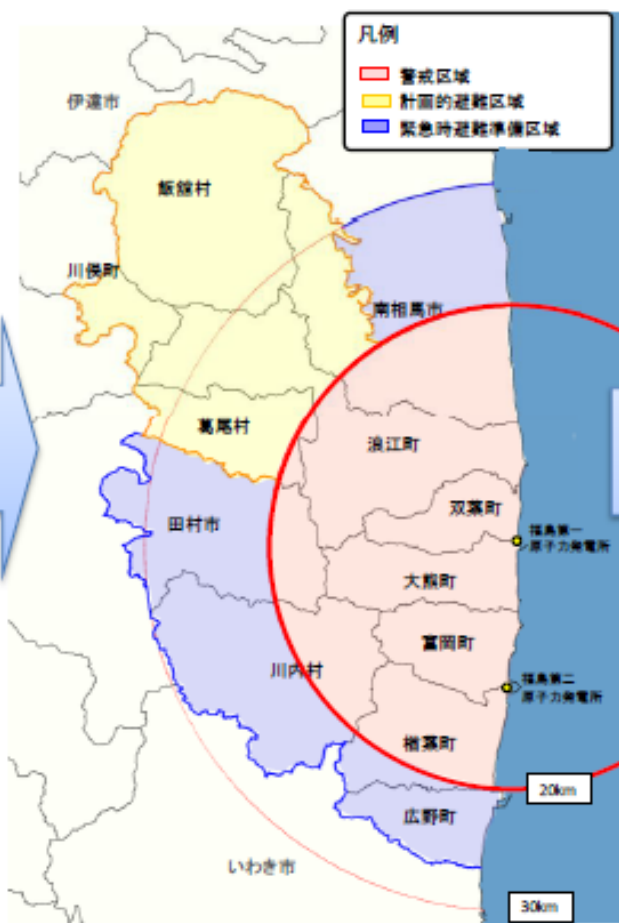 凡例
警戒区域
計画的避難区域
緊急時避難準備区域
伊達市
飯舘村
川俣町
南相馬市
葛尾村
浪江町
双葉町
田村市
福島第一
原子力発電所
大熊町
富岡町
川内村
福島第二
原子力発電所
楢葉町
20km
広野町
いわき市
30km